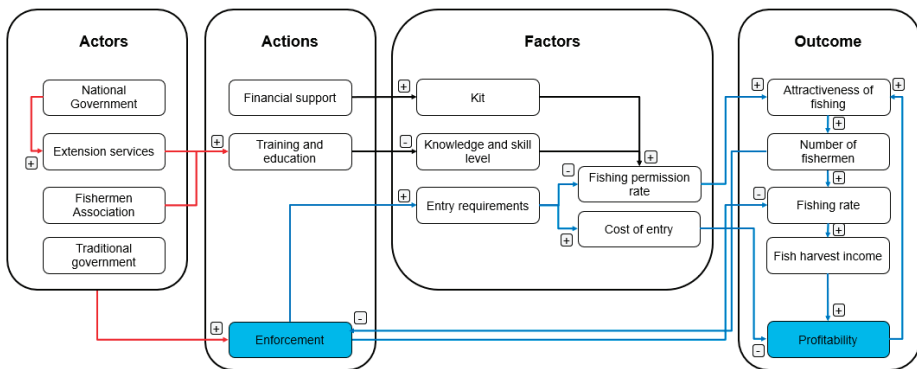 Actors
Actions
Factors
Outcome
National
Government
Extension services
Fishermen
Association
Traditional
government
+
+
+
Financial support
Training and
education
Enforcement
-
+
-
+
Kit
Knowledge and skill
level
Entry requirements
-
+
+
Fishing permission
rate
Cost of entry
+
+
Attractiveness of
fishing
+
Number of
fishermen
+
-
Fishing rate
+
Fish harvest income
+
-
Profitability